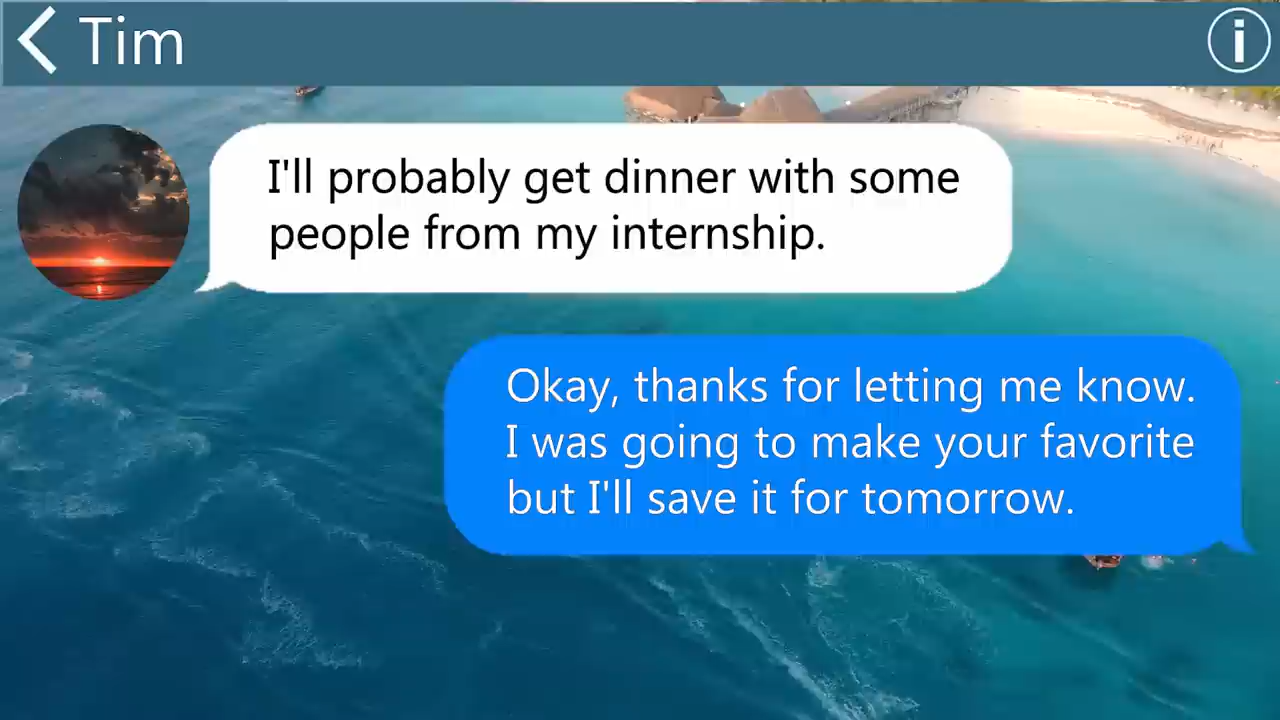 Tim
I'll probably get dinner with some
people from my internship.
Okay, thanks for letting me know.
I was going to make your favorite
but I'll save it for tomorrow.